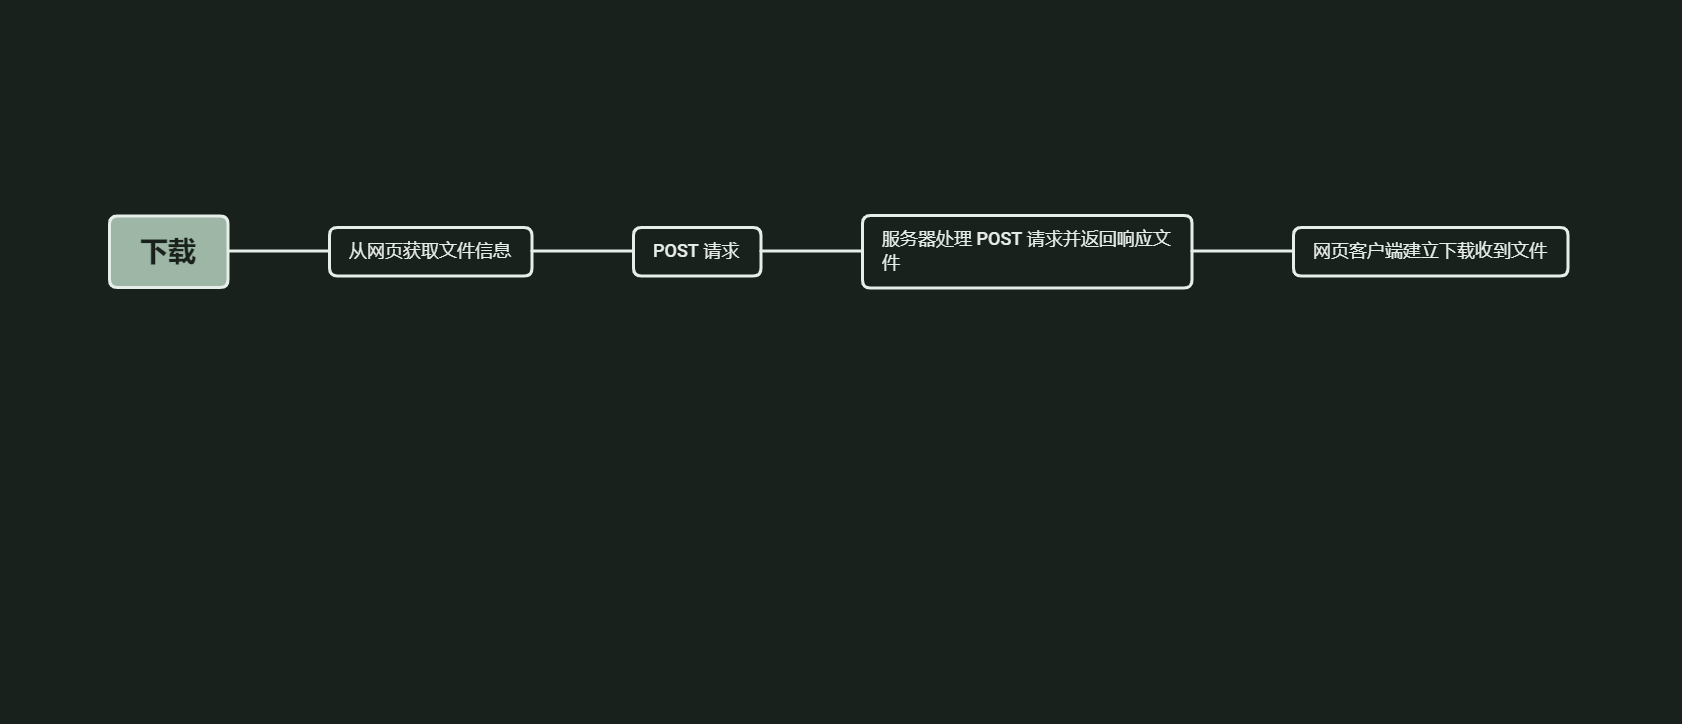 下载
从网页获取文件信息
POST 请求
服务器处理 POST 请求并返回响应文
件
网页客户端建立下载收到文件